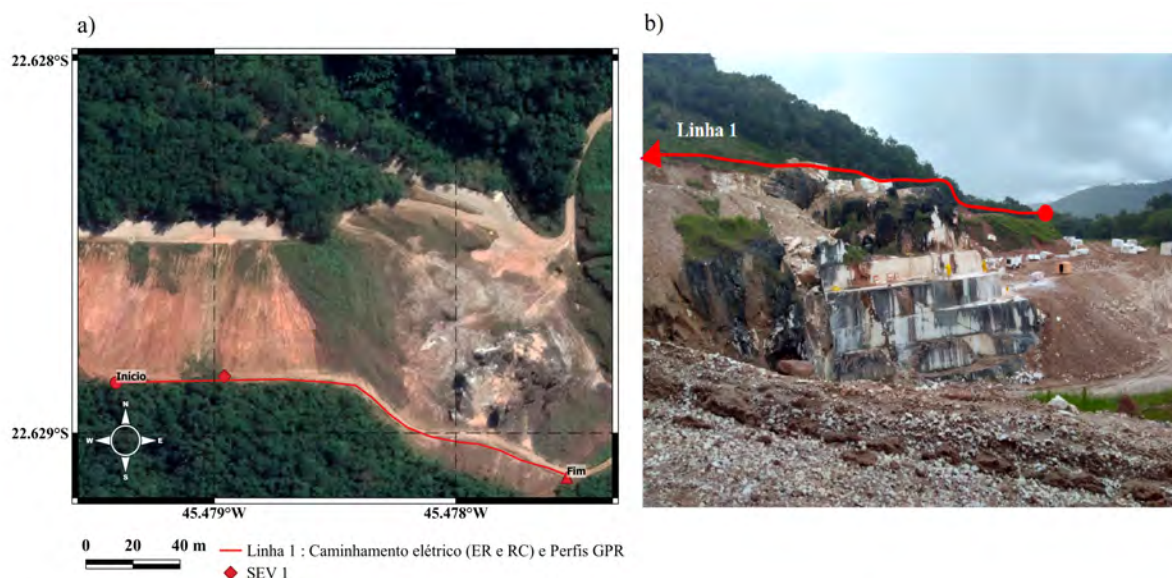 a)
b)
22.628°S
Linha 1
Início
22.629°S
N
W
E
S
Fim
45.479°W
45.478°W
0
20
40 m
Linha 1 : Caminhamento elétrico (ER e RC) e Perfis GPR
SEV 1